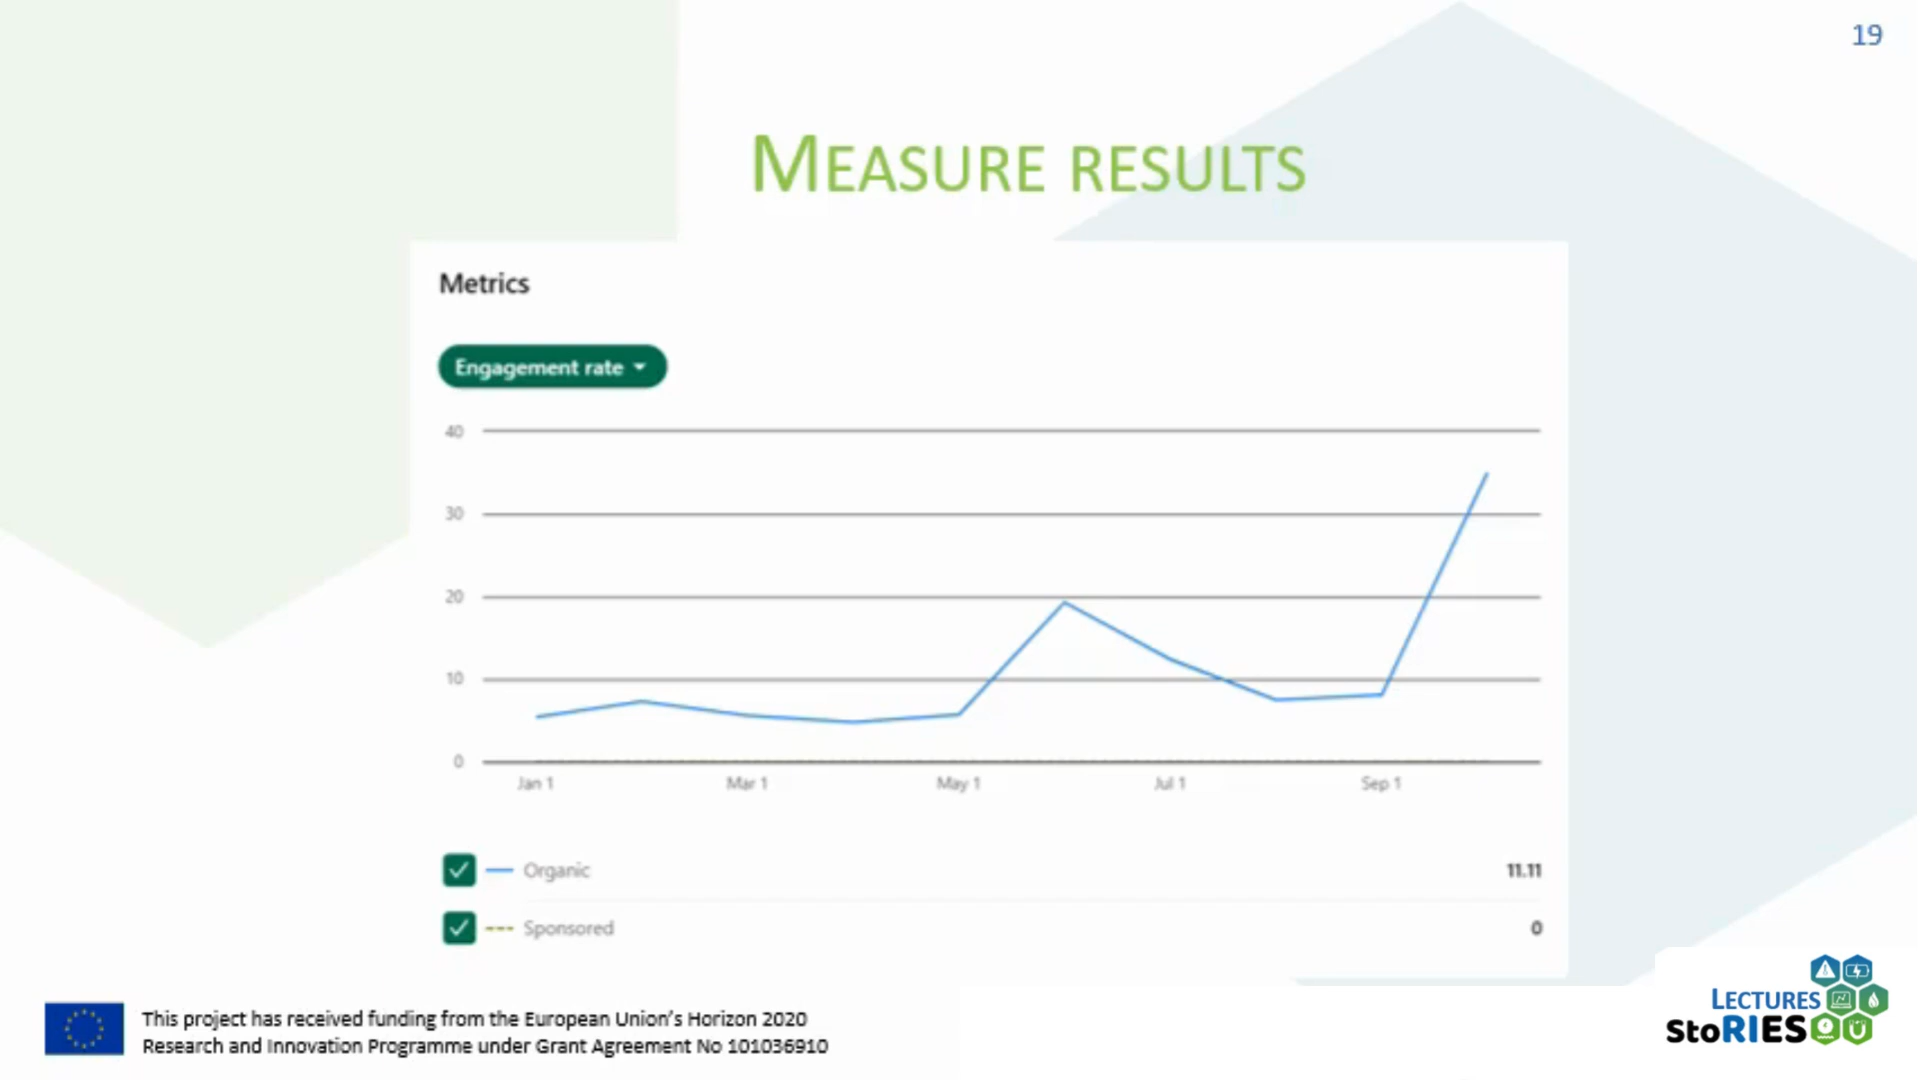 19
MEASURE RESULTS
Metrics
Engagement rate
40
30
20
10
0
Jan 1 Mar 1 May 1 Jul 1 Sep 1
Organic 11.11
Sponsored 0
This project has received funding from the European Union's Horizon 2020
Research and Innovation Programme under Grant Agreement No 101036910
LECTURES
StoRIES